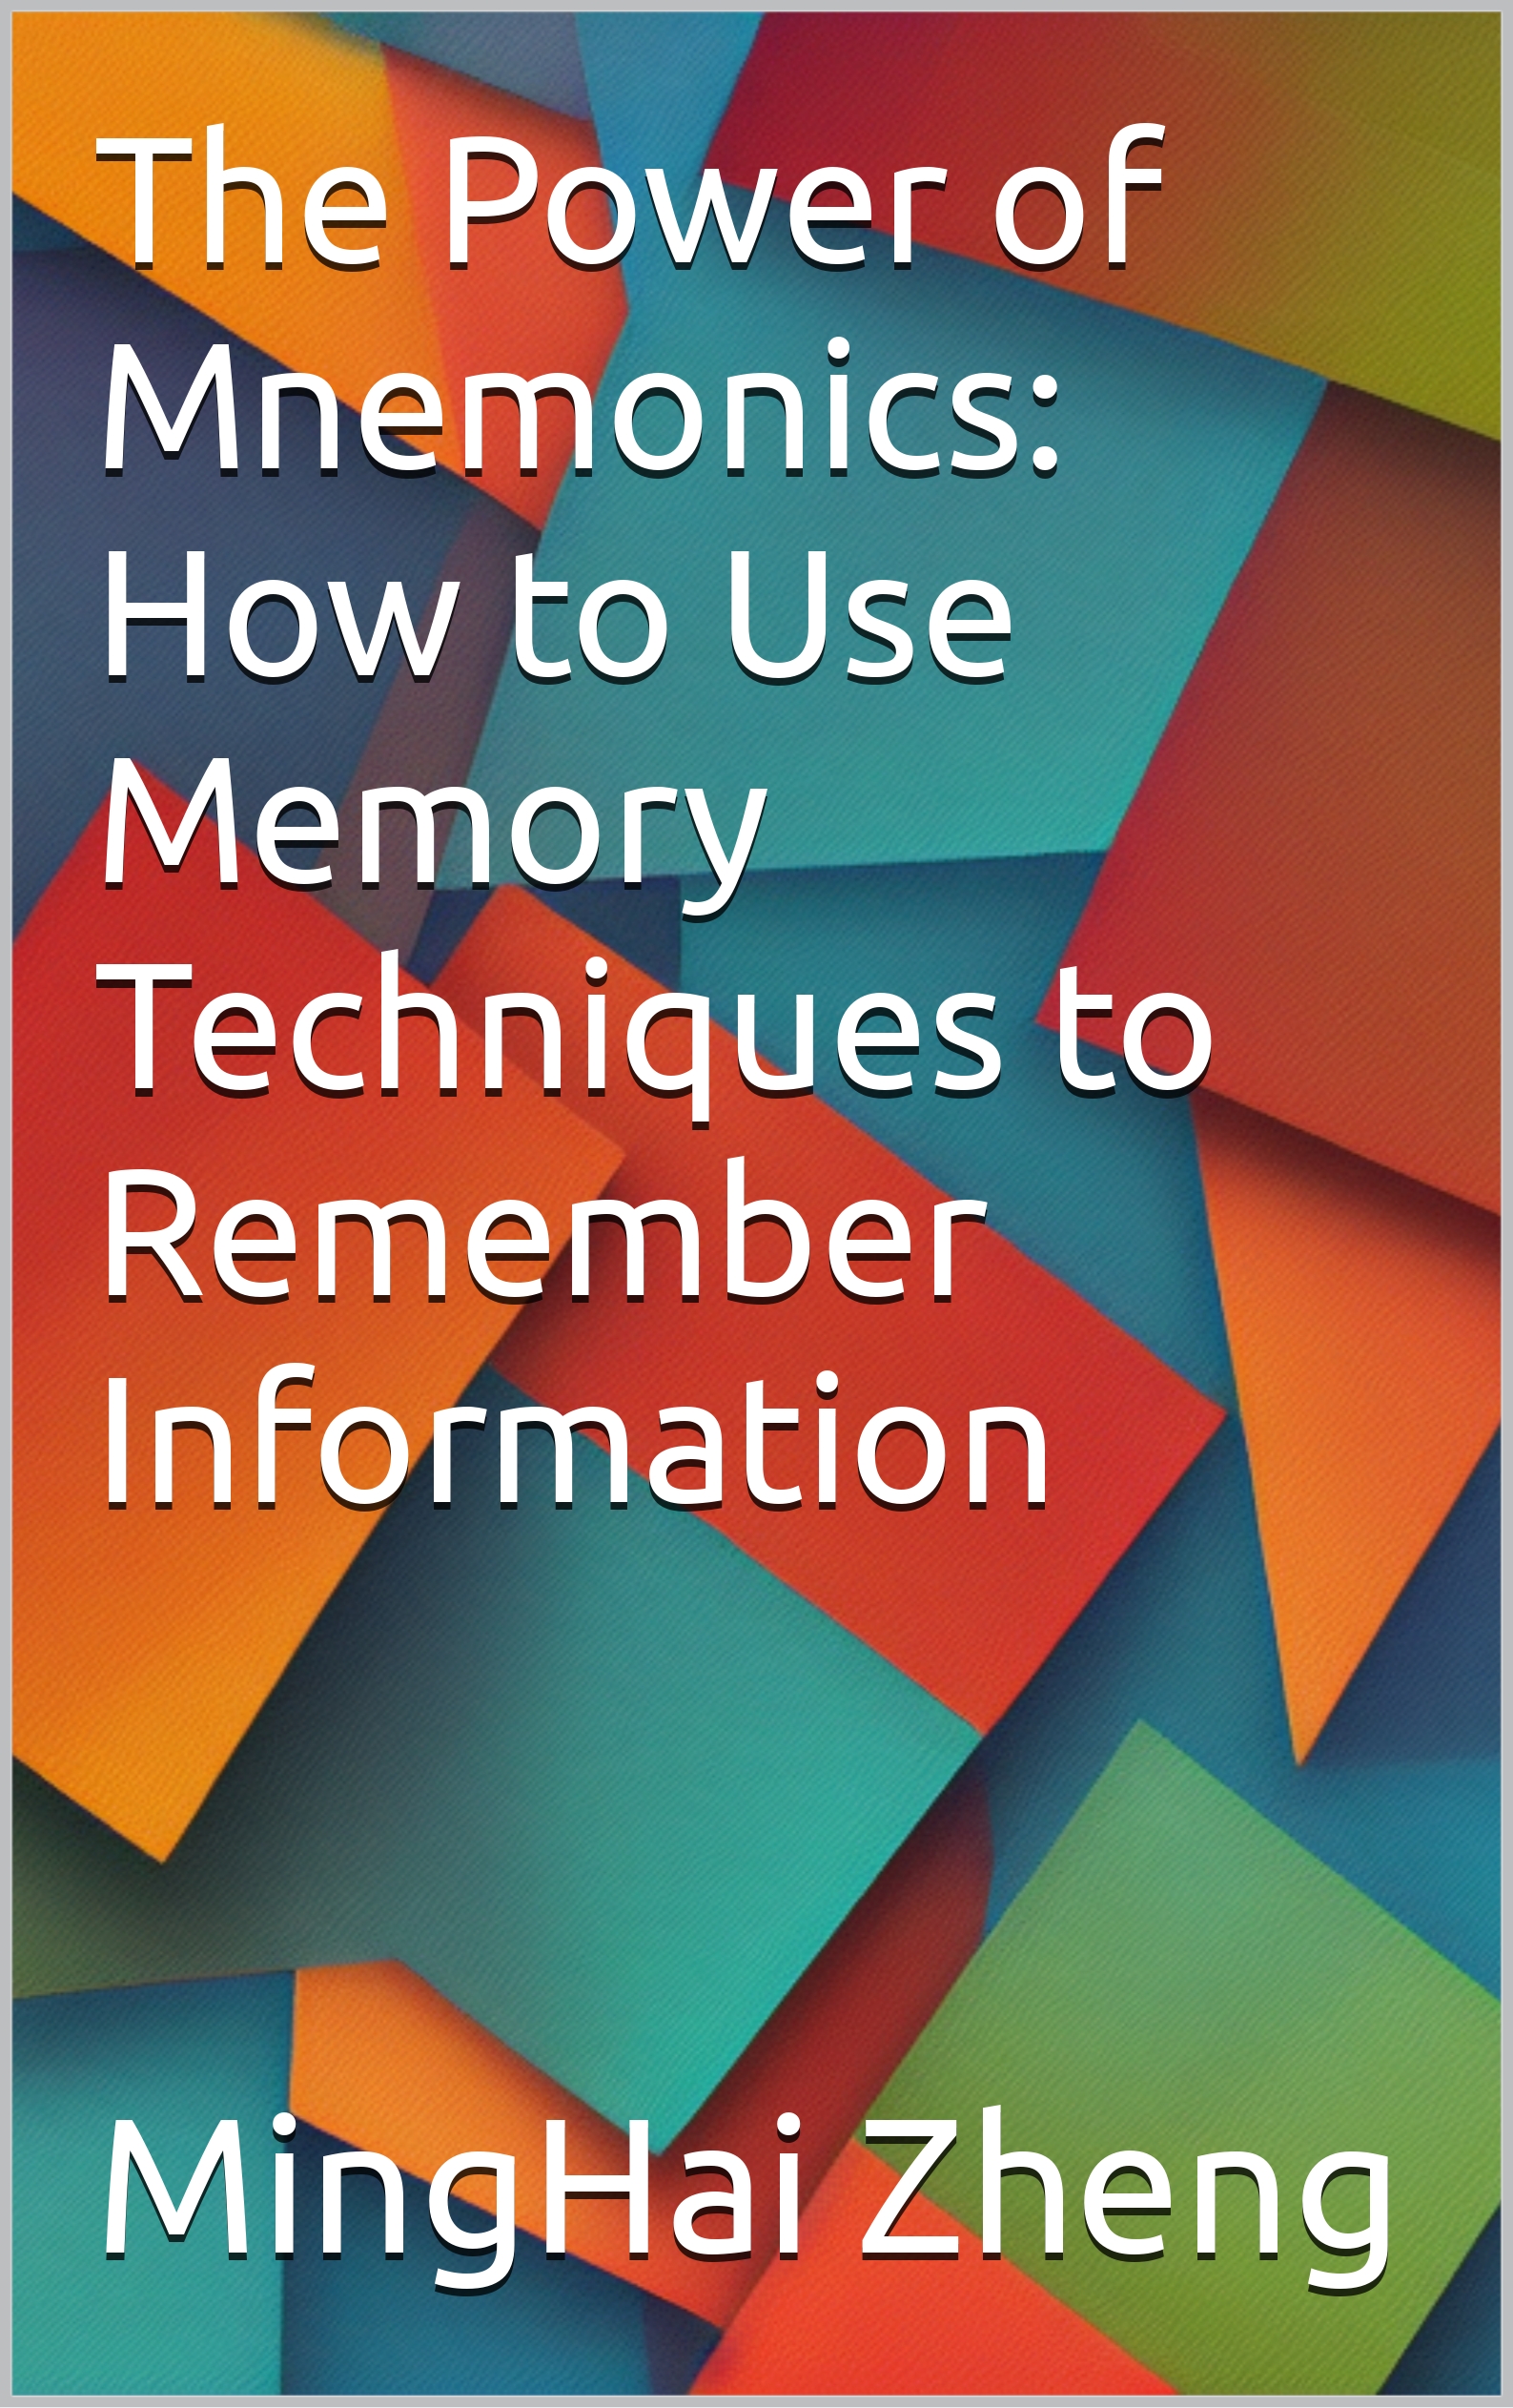 The Power of
Mnemonics:
How to Use
Memory
Techniques to
Remember
Information
MingHai Zheng